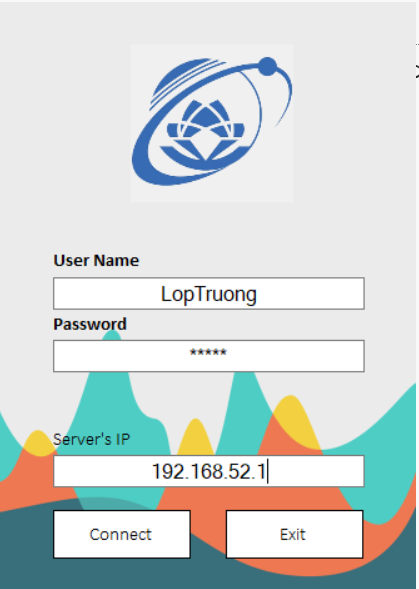 User Name
LopTruong
Password
*****
Server's IP
192.168.52.1
Connect Exit